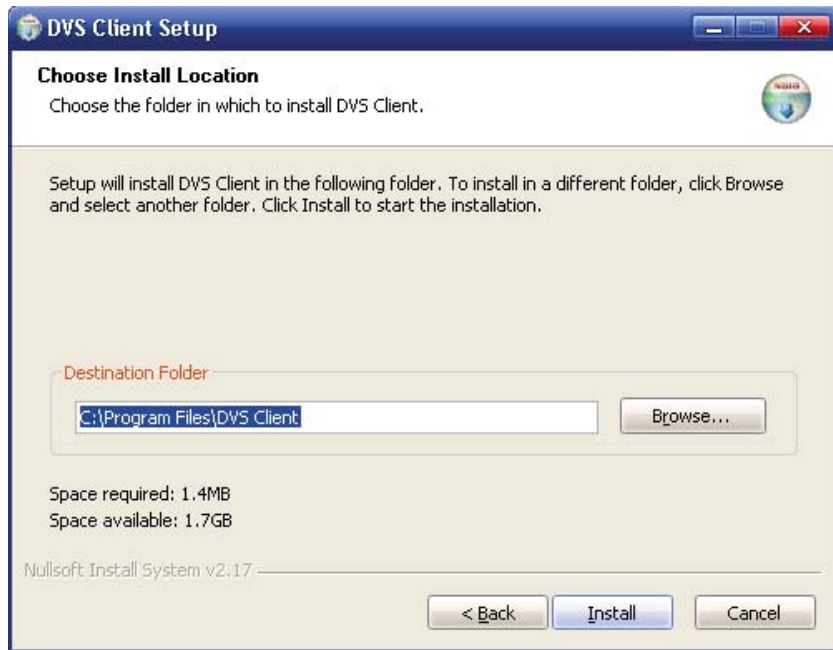 DVS Client Setup
Choose Install Location
Choose the folder in which to install DVS Client.
Setup will install DVS Client in the following folder. To install in a different folder, click Browse
and select another folder. Click Install to start the installation.
Destination Folder
C:\Program Files\DVS Client
Browse...
Space required: 1.4MB
Space available: 1.7GB
Nullsoft Install System v2.17
< Back
Install
Cancel